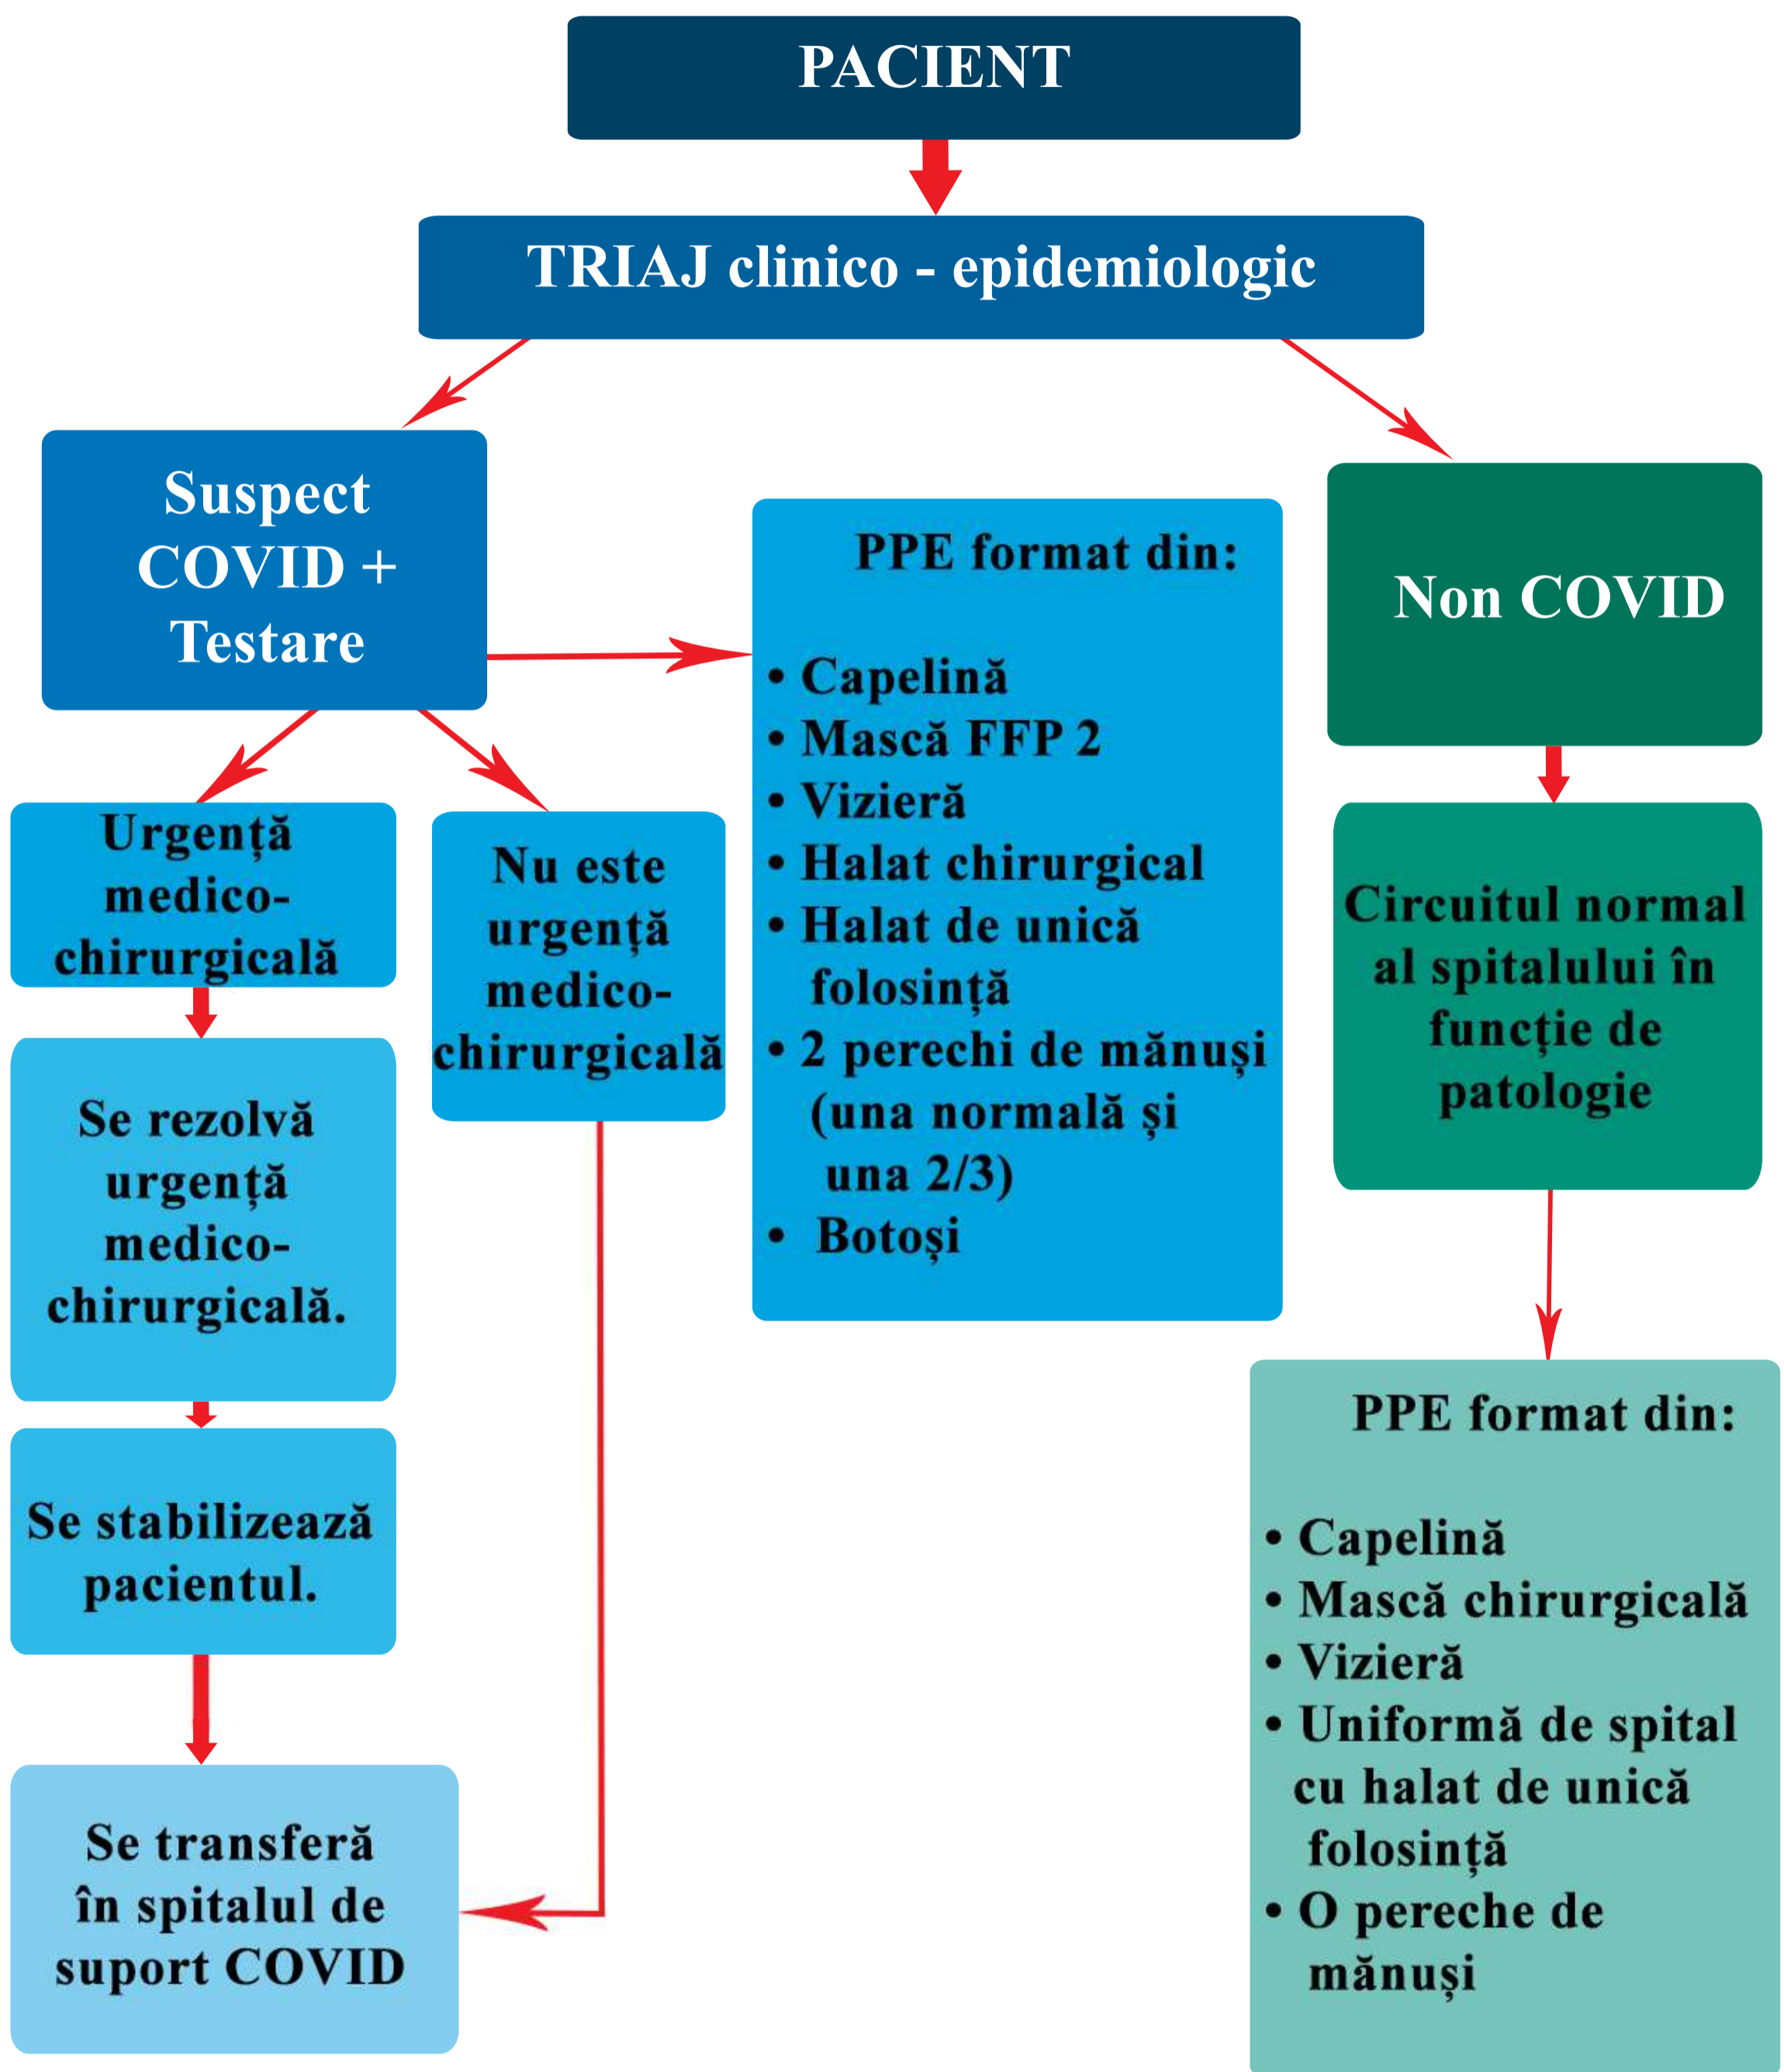 PACIENT
TRIAJ clinico - epidemiologic
Suspect
COVID +
Testare
Urgență
medico-
chirurgicală
Se rezolvă
urgență
medico-
chirurgicală.
Se stabilizează
pacientul.
Se transferă
în spitalul de
suport COVID
Nu este
urgență
medico-
chirurgicală
PPE format din:
• Capelină
• Mască FFP 2
• Vizieră
• Halat chirurgical
• Halat de unică
folosință
• 2 perechi de mănuși
(una normală și
una 2/3)
• Botoși
Non COVID
Circuitul normal
al spitalului în
funcție de
patologie
PPE format din:
• Capelină
• Mască chirurgicală
• Vizieră
• Uniformă de spital
cu halat de unică
folosință
• O pereche de
mănuși